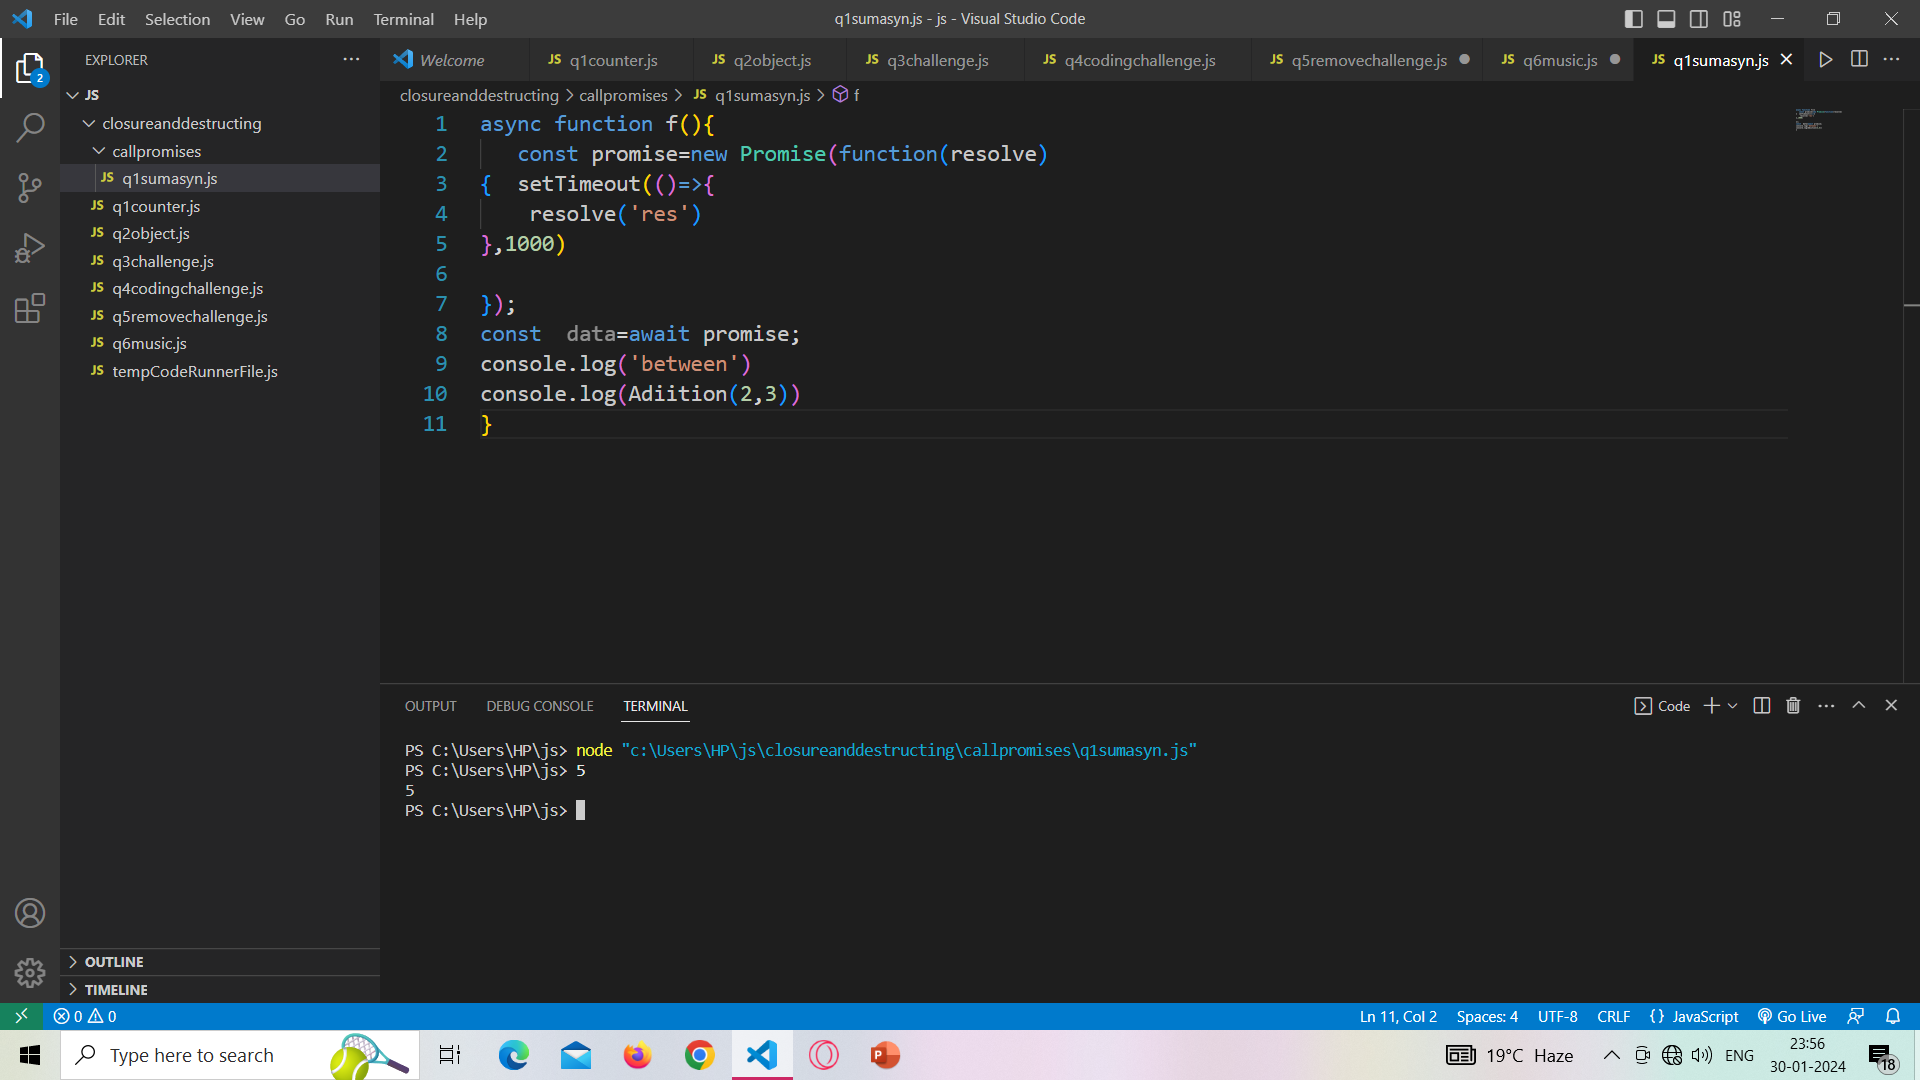 File Edit Selection View Go Run Terminal Help
q1sumasyn.js - js - Visual Studio Code
EXPLORER
Welcome
JS q1counter.js
JS q2object.js
JS q3challenge.js
JS q4codingchallenge.js
JS q5removechallenge.js
JS q6music.js
JS q1sumasyn.js
2
JS
closureanddestructing
callpromises
JS q1sumasyn.js
JS q1counter.js
JS q2object.js
JS q3challenge.js
JS q4codingchallenge.js
JS q5removechallenge.js
JS q6music.js
JS tempCodeRunnerFile.js
closureanddestructing > callpromises > JS q1sumasyn.js > f
1 async function f(){
2 const promise=new Promise(function(resolve)
3 { setTimeout(()=>{
4 resolve('res')
5 },1000)
6
7 });
8 const data=await promise;
9 console.log('between')
10 console.log(Adiition(2,3))
11 }
OUTPUT DEBUG CONSOLE TERMINAL
Code
PS C:\Users\HP\js> node "c:\Users\HP\js\closureanddestructing\callpromises\q1sumasyn.js"
PS C:\Users\HP\js> 5
5
PS C:\Users\HP\js>
OUTLINE
TIMELINE
0 0
Ln 11, Col 2 Spaces: 4 UTF-8 CRLF {} JavaScript Go Live
Type here to search
P
19°C Haze
ENG
23:56
30-01-2024
18